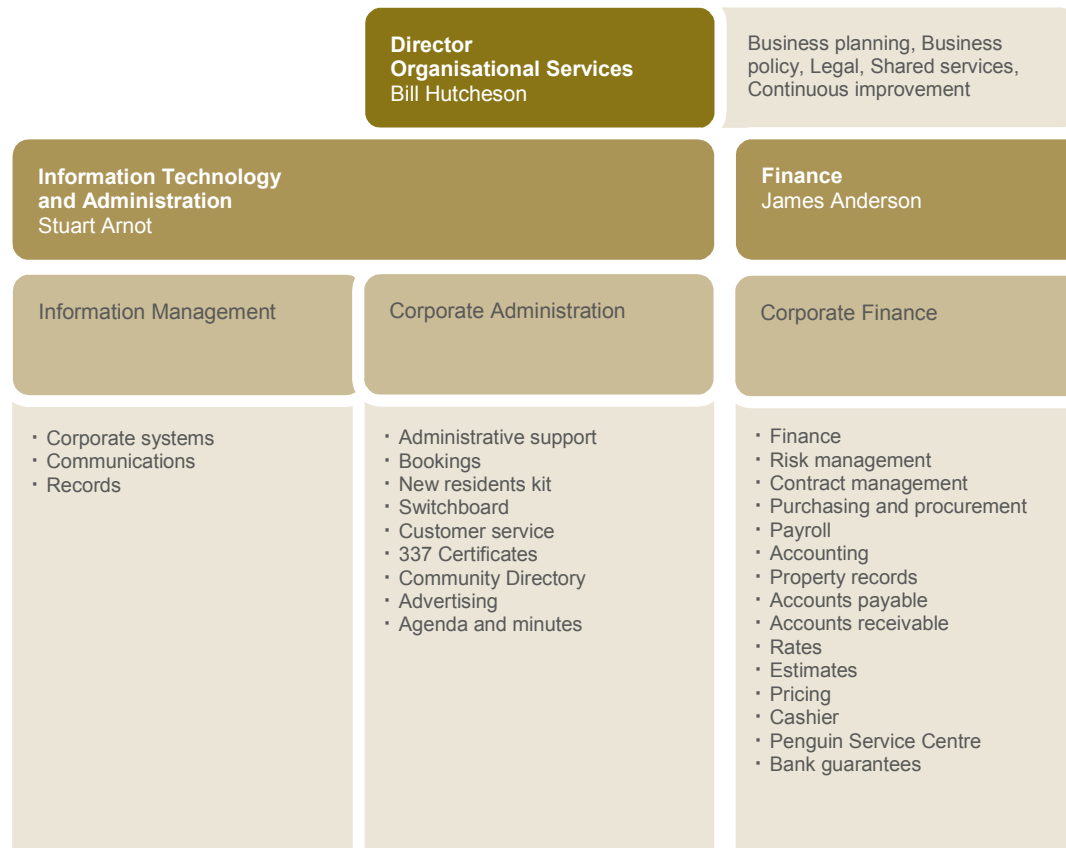 Director
Organisational Services
Bill Hutcheson
Business planning, Business
policy, Legal, Shared services,
Continuous improvement
Information Technology
and Administration
Stuart Arnot
Finance
James Anderson
Information Management
Corporate Administration
Corporate Finance
· Corporate systems
· Communications
· Records
· Administrative support
· Bookings
· New residents kit
· Switchboard
· Customer service
· 337 Certificates
· Community Directory
· Advertising
· Agenda and minutes
· Finance
· Risk management
· Contract management
· Purchasing and procurement
· Payroll
· Accounting
· Property records
· Accounts payable
· Accounts receivable
· Rates
· Estimates
· Pricing
· Cashier
· Penguin Service Centre
· Bank guarantees